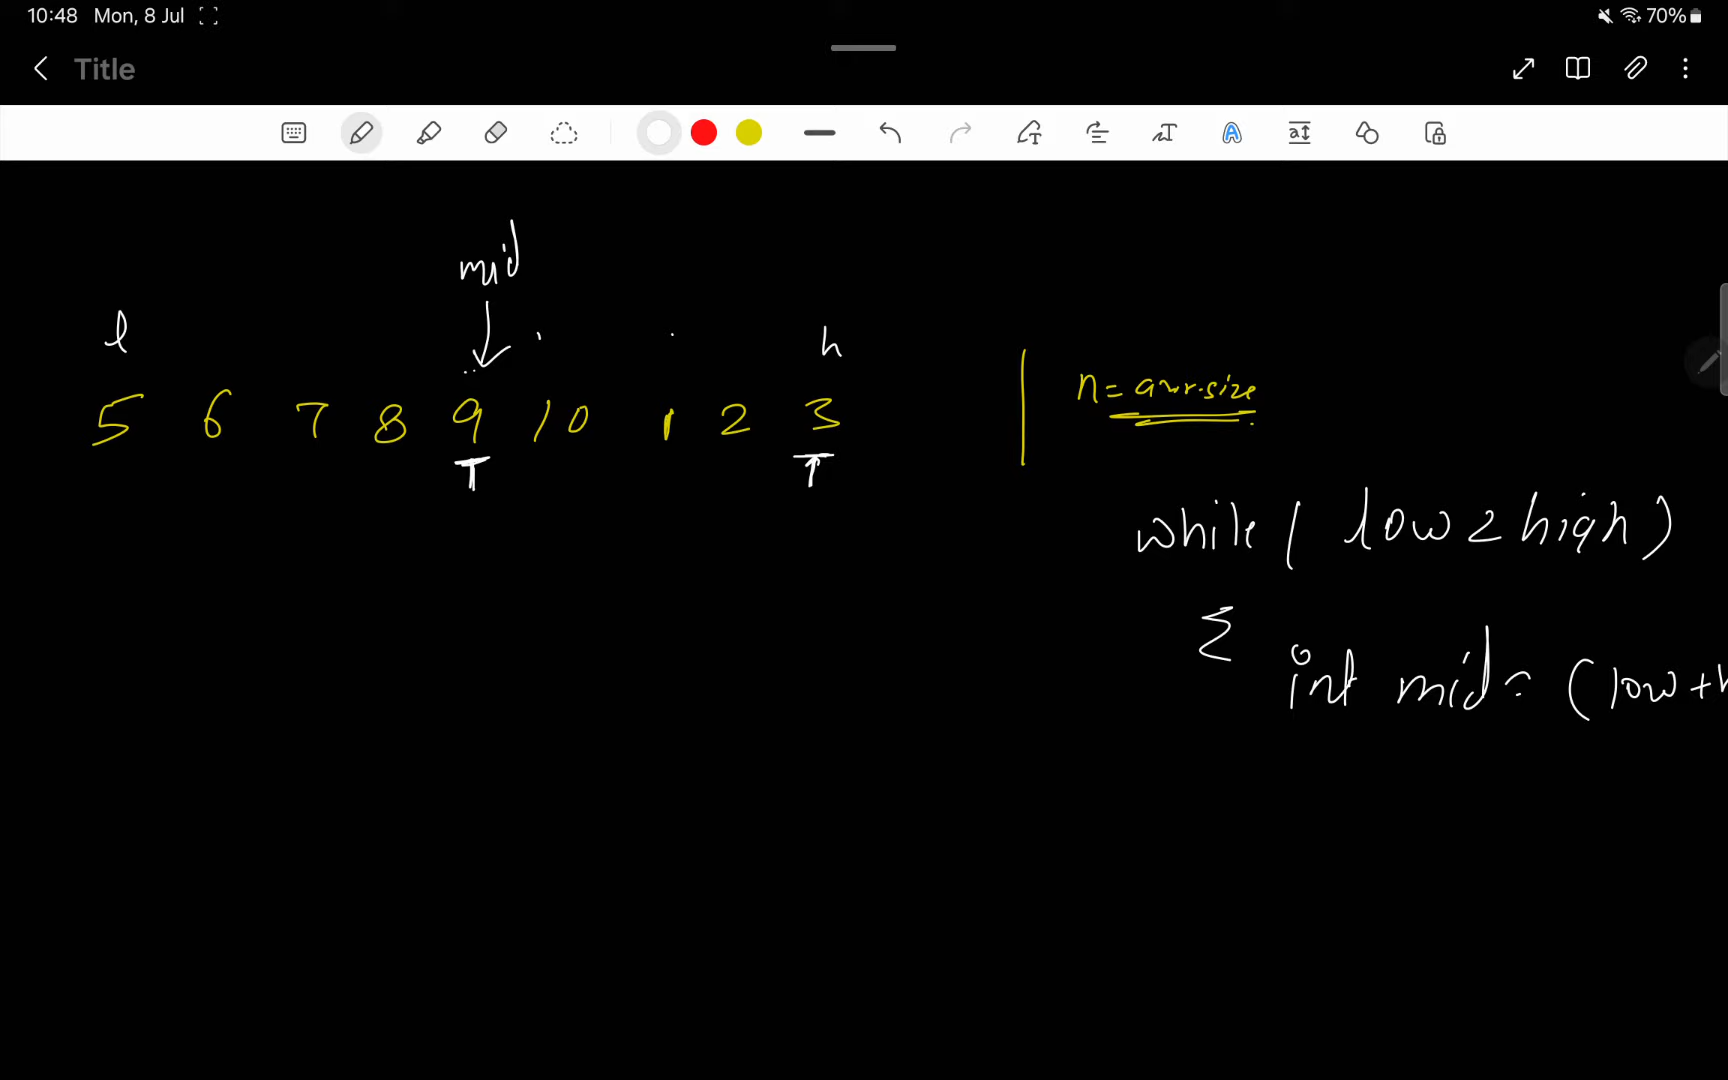 10:48 Mon, 8 Jul 70%
Title
mid
l h
5 6 7 8 9 10 1 2 3
n = arr.size
while ( low < high )
{
int mid = (low + h